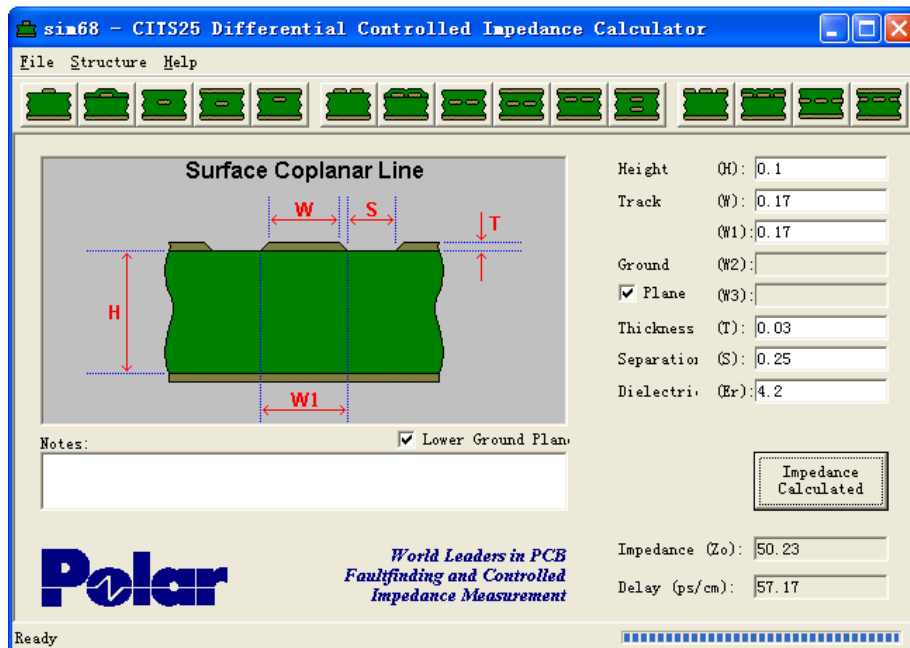 sim68 - CITS25 Differential Controlled Impedance Calculator
File Structure Help
Surface Coplanar Line
W
S
T
H
W1
Height (H): 0.1
Track (W): 0.17
(W1): 0.17
Ground (W2):
Plane (W3):
Thickness (T): 0.03
Separatio (S): 0.25
Dielectri (Er): 4.2
Notes:
Lower Ground Plan
Impedance
Calculated
Polar
World Leaders in PCB
Faultfinding and Controlled
Impedance Measurement
Impedance (Zo): 50.23
Delay (ps/cm): 57.17
Ready